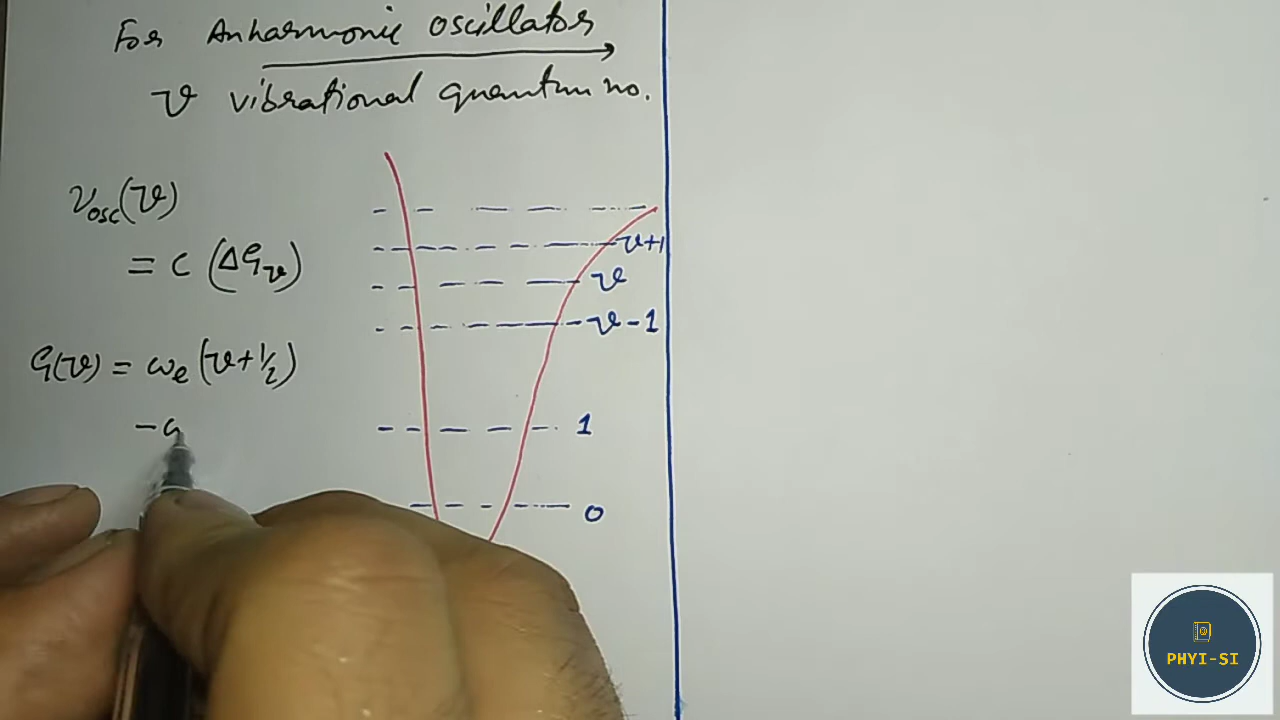 For Anharmonic oscillator
v vibrational quantum no.
ν_osc(v)
= c (ΔG_v)
G(v) = ω_e (v+1/2)
-
v+1
v
v-1
1
0
PHYI-SI